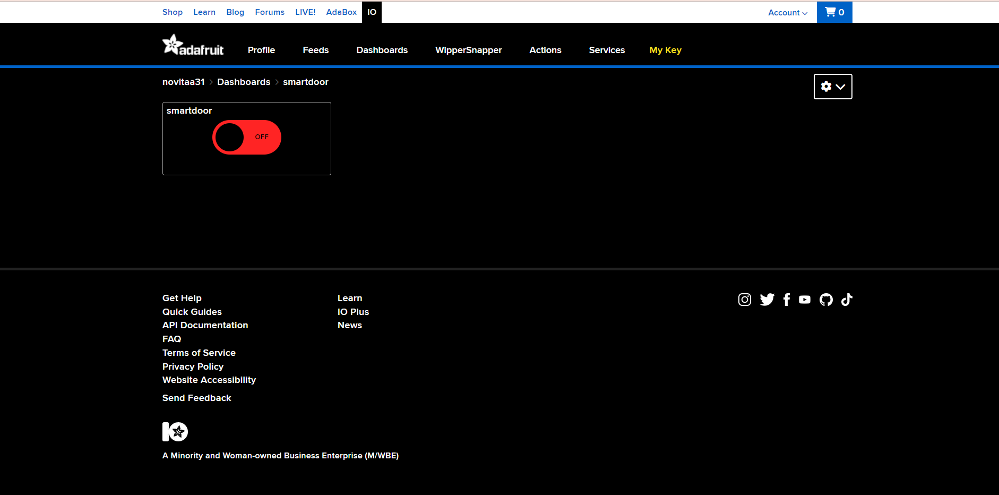 Shop Learn Blog Forums LIVE! AdaBox IO Account 0
adafruit Profile Feeds Dashboards WipperSnapper Actions Services My Key
novitaa31 Dashboards smartdoor
smartdoor
OFF
Get Help
Quick Guides
API Documentation
FAQ
Terms of Service
Privacy Policy
Website Accessibility
Send Feedback
Learn
IO Plus
News
IO
A Minority and Woman-owned Business Enterprise (M/WBE)